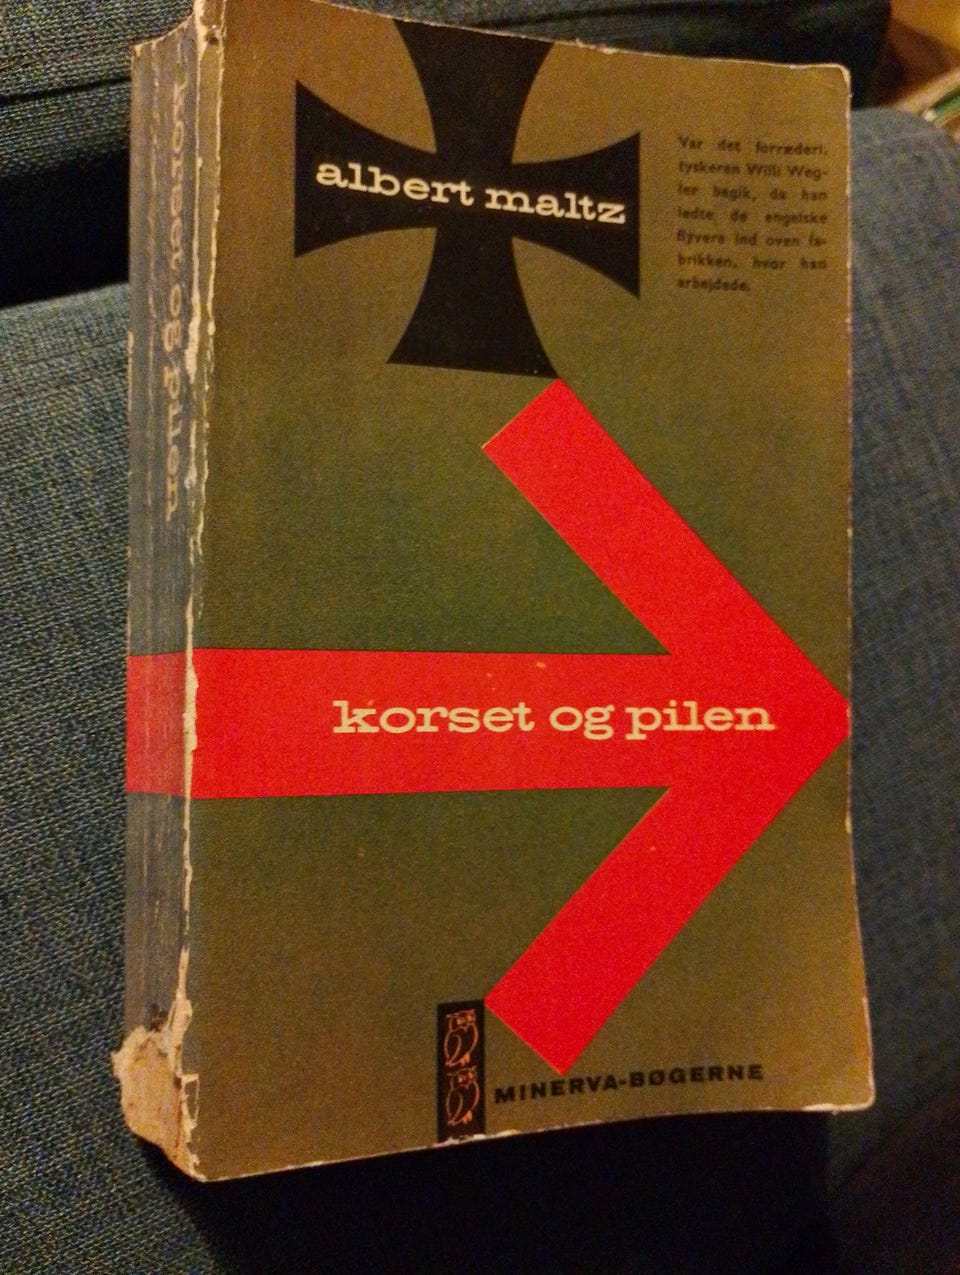 korset og pilen
albert maltz
Var det forræderi,
tyskeren Willi Weg-
ler begik, da han
ledte de engelske
flyvere ind oven fa-
brikken, hvor han
arbejdede.
korset og pilen
MINERVA-BØGERNE